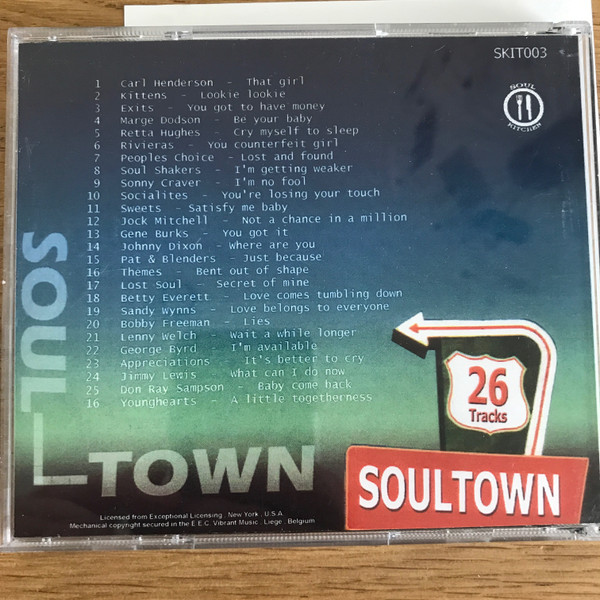 SKIT003
SOUL
KITCHEN
1 Carl Henderson - That girl
2 Kittens - Lookie lookie
3 Exits - You got to have money
4 Marge Dodson - Be your baby
5 Retta Hughes - Cry myself to sleep
6 Rivieras - You counterfeit girl
7 Peoples Choice - Lost and found
8 Soul Shakers - I'm getting weaker
9 Sonny Craver - I'm no fool
10 Socialites - You're losing your touch
11 Sweets - Satisfy me baby
12 Jock Mitchell - Not a chance in a million
13 Gene Burks - You got it
14 Johnny Dixon - Where are you
15 Pat & Blenders - Just because
16 Themes - Bent out of shape
17 Lost Soul - Secret of mine
18 Betty Everett - Love comes tumbling down
19 Sandy Wynns - Love belongs to everyone
20 Bobby Freeman - Lies
21 Lenny Welch - Wait a while longer
22 George Byrd - I'm available
23 Appreciations - It's better to cry
24 Jimmy Lewis - What can I do now
25 Don Ray Sampson - Baby come back
16 Younghearts - A little togetherness
SOUL
TOWN
26
Tracks
SOULTOWN
Licensed from Exceptional Licensing . New York . U.S.A
Mechanical copyright secured in the E.E.C. Vibrant Music . Liege . Belgium